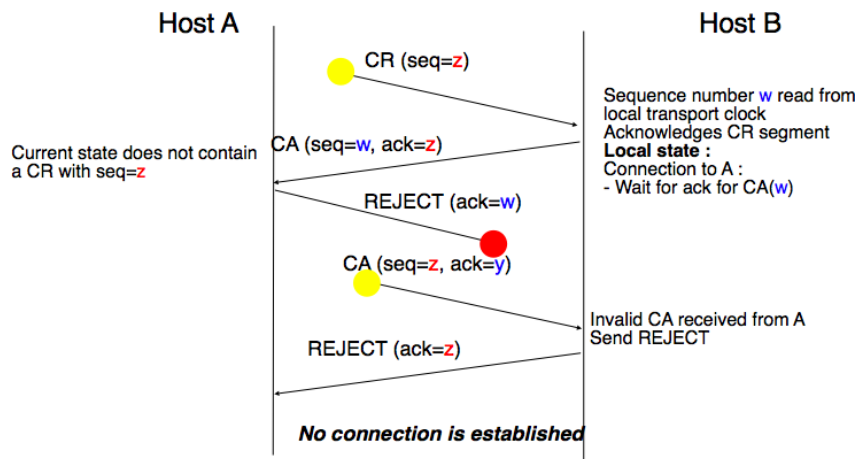 Host A
Host B
CR (seq=z)
Sequence number w read from
local transport clock
Acknowledges CR segment
Local state :
Connection to A :
- Wait for ack for CA(w)
CA (seq=w, ack=z)
Current state does not contain
a CR with seq=z
REJECT (ack=w)
CA (seq=z, ack=y)
Invalid CA received from A
Send REJECT
REJECT (ack=z)
No connection is established